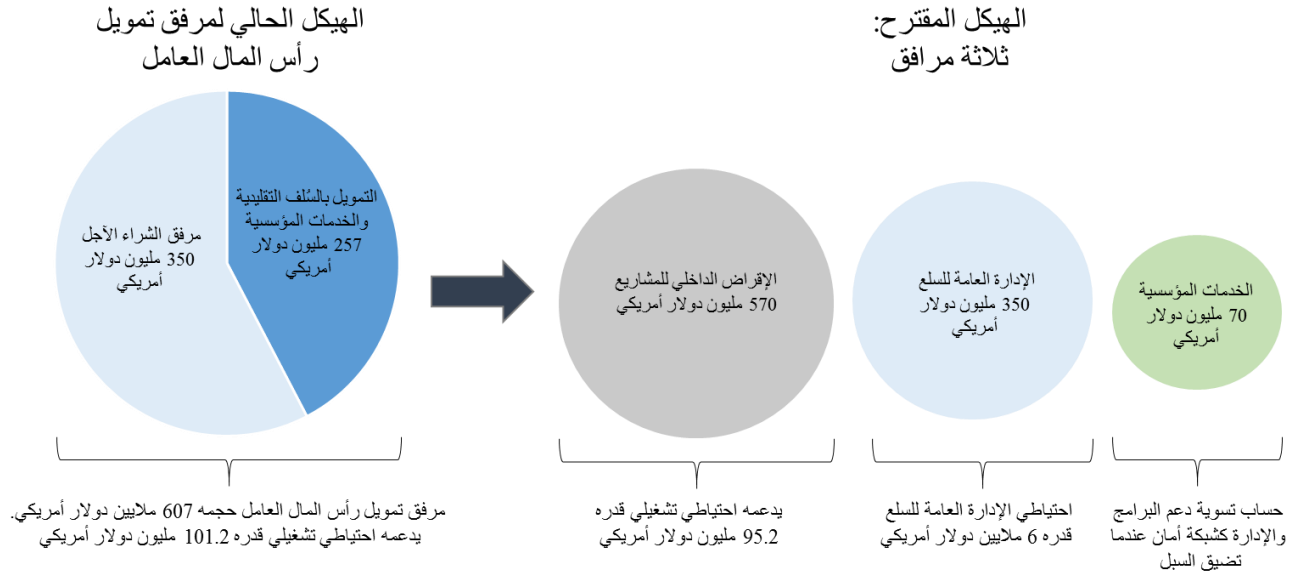 الهيكل الحالي لمرفق تمويل
رأس المال العامل
الهيكل المقترح:
ثلاثة مرافق
التمويل بالسُلف التقليدية
والخدمات المؤسسية
257 مليون دولار
أمريكي
مرفق الشراء الآجل
350 مليون دولار
أمريكي
الإقراض الداخلي للمشاريع
570 مليون دولار أمريكي
الإدارة العامة للسلع
350 مليون دولار
أمريكي
الخدمات المؤسسية
70 مليون دولار
أمريكي
مرفق تمويل رأس المال العامل حجمه 607 ملايين دولار أمريكي.
يدعمه احتياطي تشغيلي قدره 101.2 مليون دولار أمريكي
يدعمه احتياطي تشغيلي قدره
95.2 مليون دولار أمريكي
احتياطي الإدارة العامة للسلع
قدره 6 ملايين دولار أمريكي
حساب تسوية دعم البرامج
والإدارة كشبكة أمان عندما
تضيق السبل